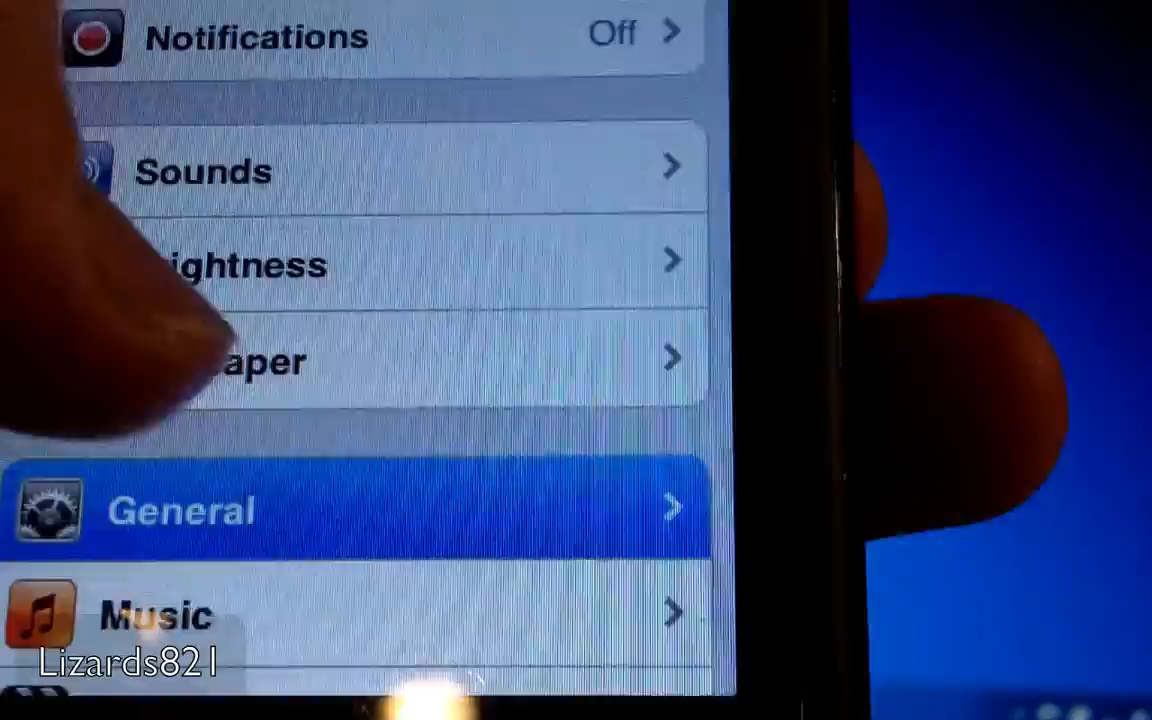 Notifications Off
Sounds
ightness
aper
General
Music
Lizards821